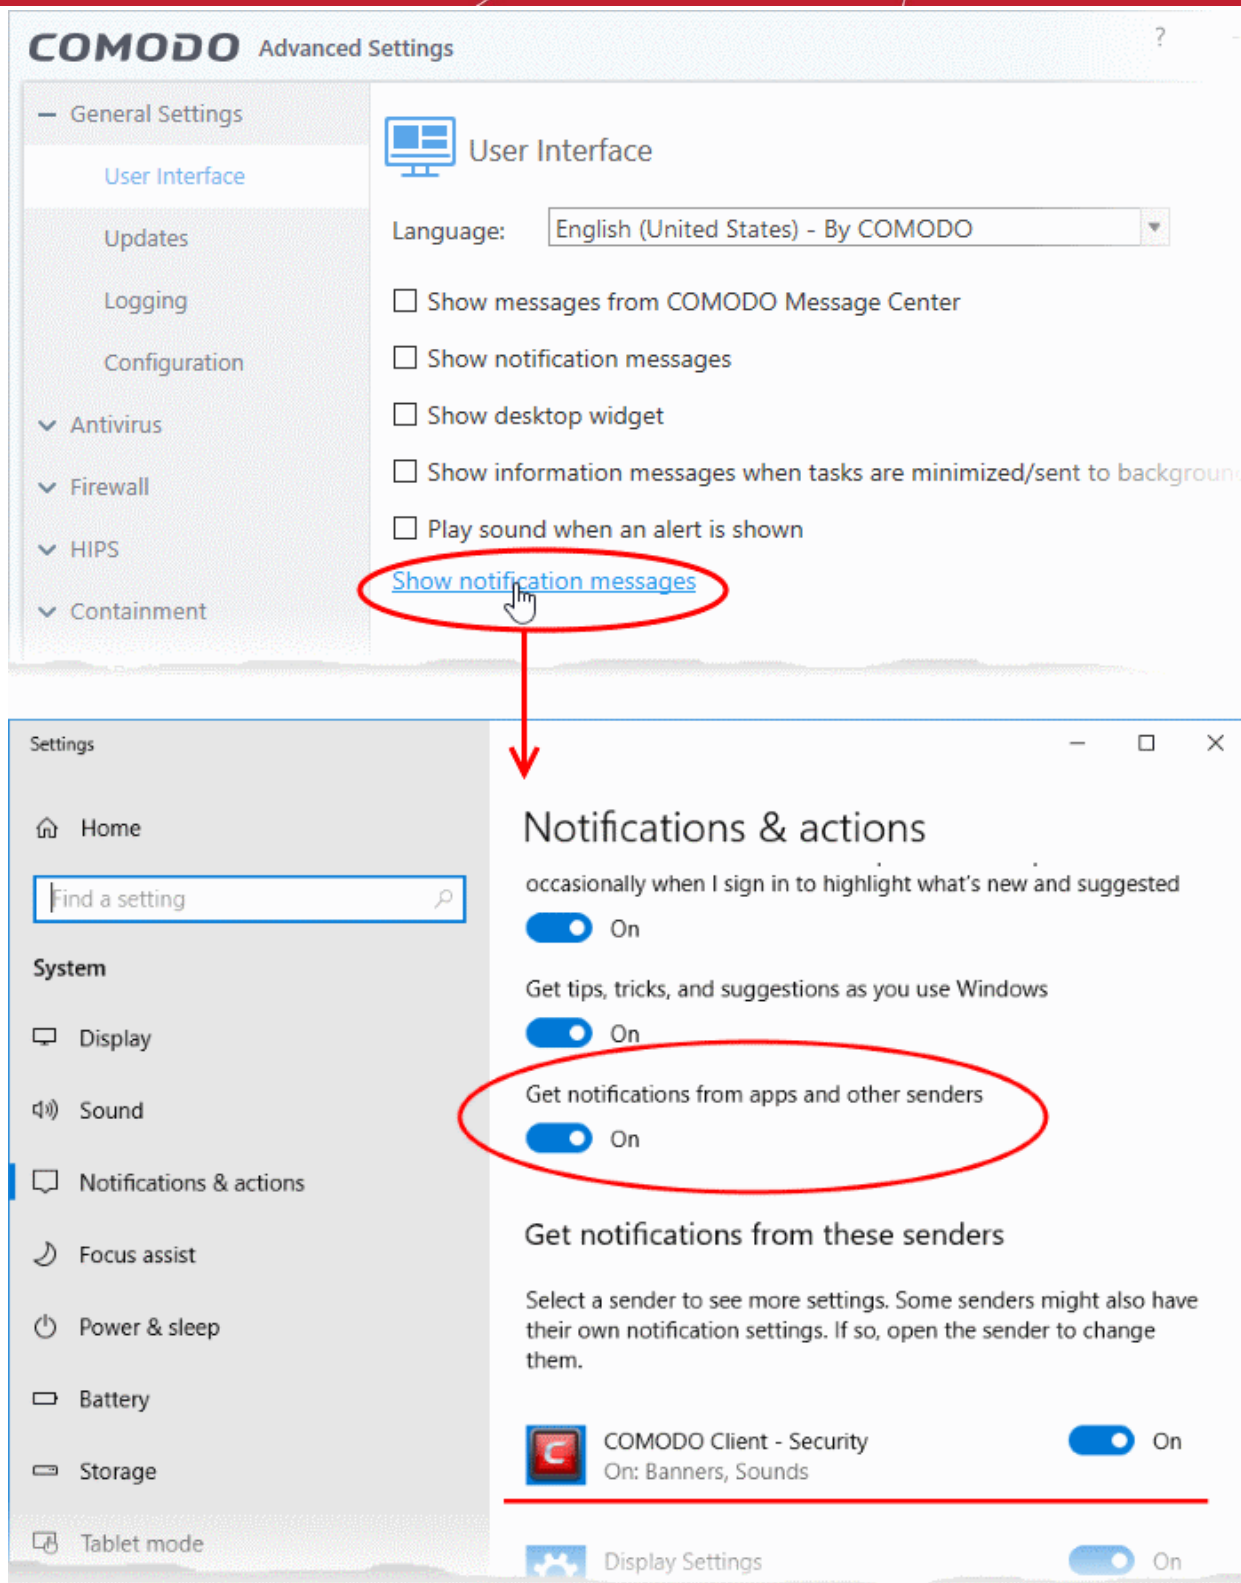 COMODO Advanced Settings
?
General Settings
User Interface
Updates
Logging
Configuration
Antivirus
Firewall
HIPS
Containment
User Interface
Language: English (United States) - By COMODO
Show messages from COMODO Message Center
Show notification messages
Show desktop widget
Show information messages when tasks are minimized/sent to background
Play sound when an alert is shown
Show notification messages
Settings
Home
Find a setting
System
Display
Sound
Notifications & actions
Focus assist
Power & sleep
Battery
Storage
Tablet mode
Notifications & actions
occasionally when I sign in to highlight what's new and suggested
On
Get tips, tricks, and suggestions as you use Windows
On
Get notifications from apps and other senders
On
Get notifications from these senders
Select a sender to see more settings. Some senders might also have
their own notification settings. If so, open the sender to change
them.
COMODO Client - Security On
On: Banners, Sounds
Display Settings On